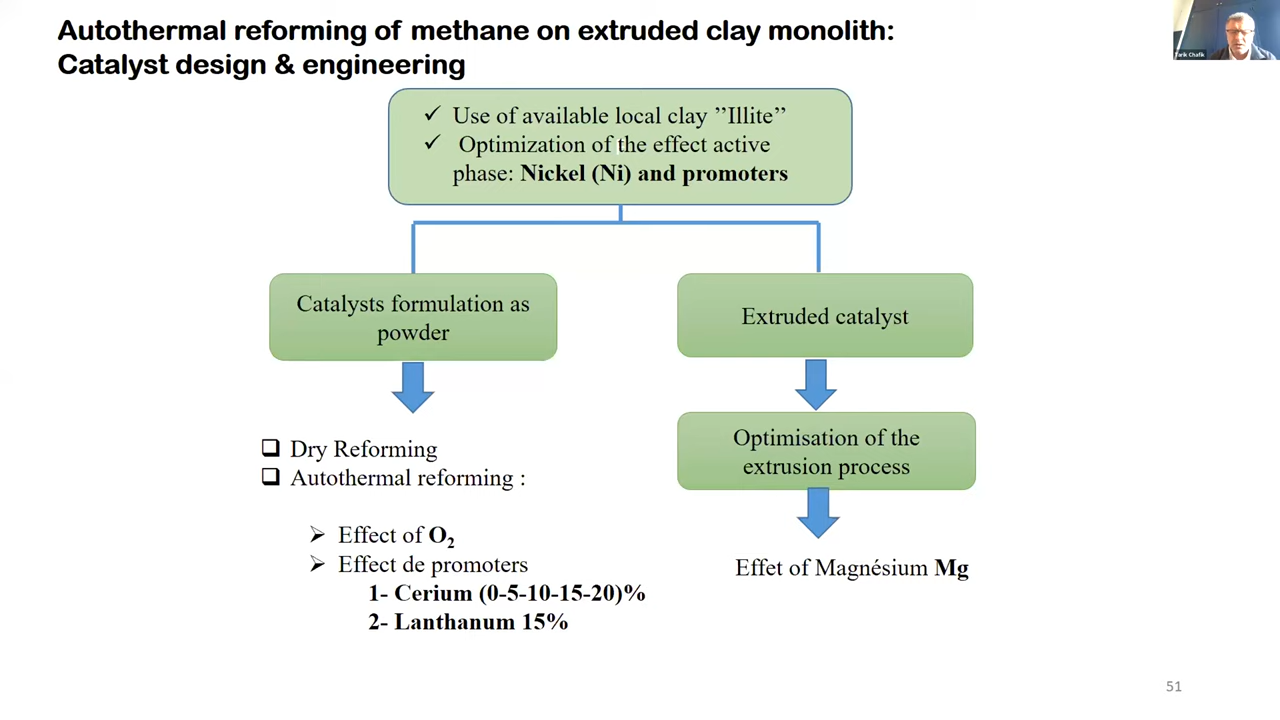 Autothermal reforming of methane on extruded clay monolith:
Catalyst design & engineering
Tarik Chafik
✓ Use of available local clay ’’Illite’’
✓ Optimization of the effect active
phase: Nickel (Ni) and promoters
Catalysts formulation as
powder
Extruded catalyst
❑ Dry Reforming
❑ Autothermal reforming :
➢ Effect of O₂
➢ Effect de promoters
1- Cerium (0-5-10-15-20)%
2- Lanthanum 15%
Optimisation of the
extrusion process
Effet of Magnésium Mg
51